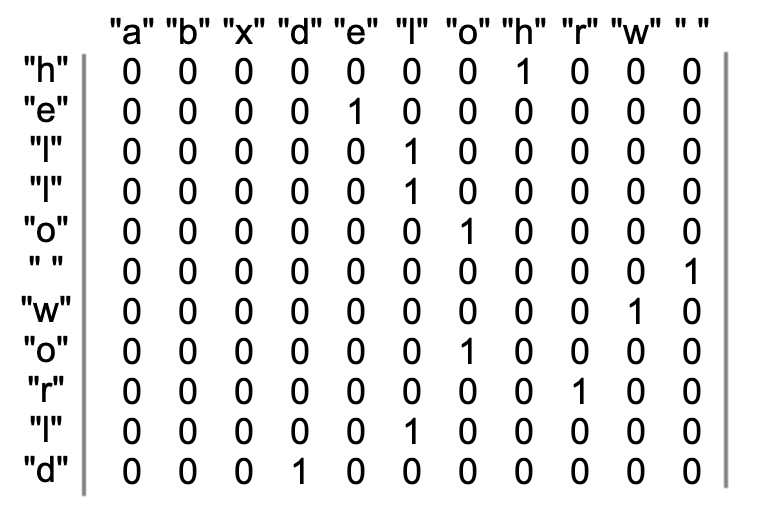 "a" "b" "x" "d" "e" "l" "o" "h" "r" "w" " "
"h" 0 0 0 0 0 0 0 1 0 0 0
"e" 0 0 0 0 1 0 0 0 0 0 0
"l" 0 0 0 0 0 1 0 0 0 0 0
"l" 0 0 0 0 0 1 0 0 0 0 0
"o" 0 0 0 0 0 0 1 0 0 0 0
" " 0 0 0 0 0 0 0 0 0 0 1
"w" 0 0 0 0 0 0 0 0 0 1 0
"o" 0 0 0 0 0 0 1 0 0 0 0
"r" 0 0 0 0 0 0 0 0 1 0 0
"l" 0 0 0 0 0 1 0 0 0 0 0
"d" 0 0 0 1 0 0 0 0 0 0 0